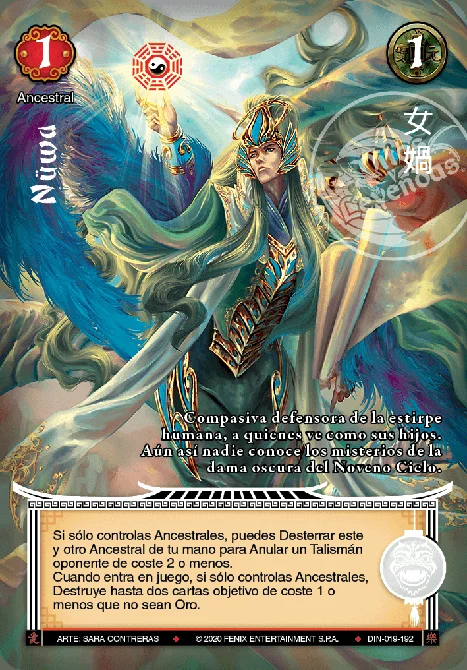 1
1
Ancestral
Nüwa
女
媧
Compasiva defensora de la estirpe
humana, a quienes ve como sus hijos.
Aún así nadie conoce los misterios de la
dama oscura del Noveno Cielo.
Si sólo controlas Ancestrales, puedes Desterrar este
y otro Ancestral de tu mano para Anular un Talismán
oponente de coste 2 o menos.
Cuando entra en juego, si sólo controlas Ancestrales,
Destruye hasta dos cartas objetivo de coste 1 o
menos que no sean Oro.
ARTE: SARA CONTRERAS ◆ © 2020 FENIX ENTERTAINMENT S.P.A. ◆ DIN-019-192